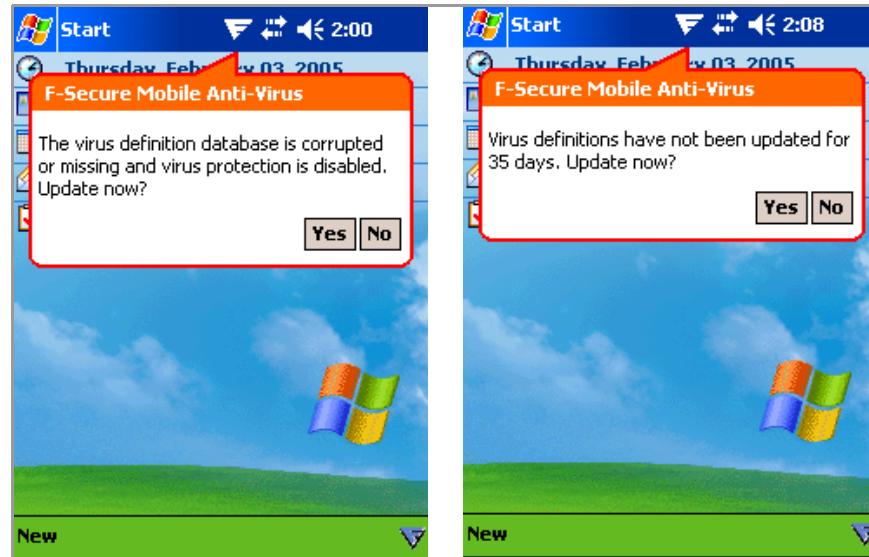 Start 2:00
Thursday, February 03, 2005
F-Secure Mobile Anti-Virus
The virus definition database is corrupted
or missing and virus protection is disabled.
Update now?
Yes No
New
Start 2:08
Thursday, February 03, 2005
F-Secure Mobile Anti-Virus
Virus definitions have not been updated for
35 days. Update now?
Yes No
New